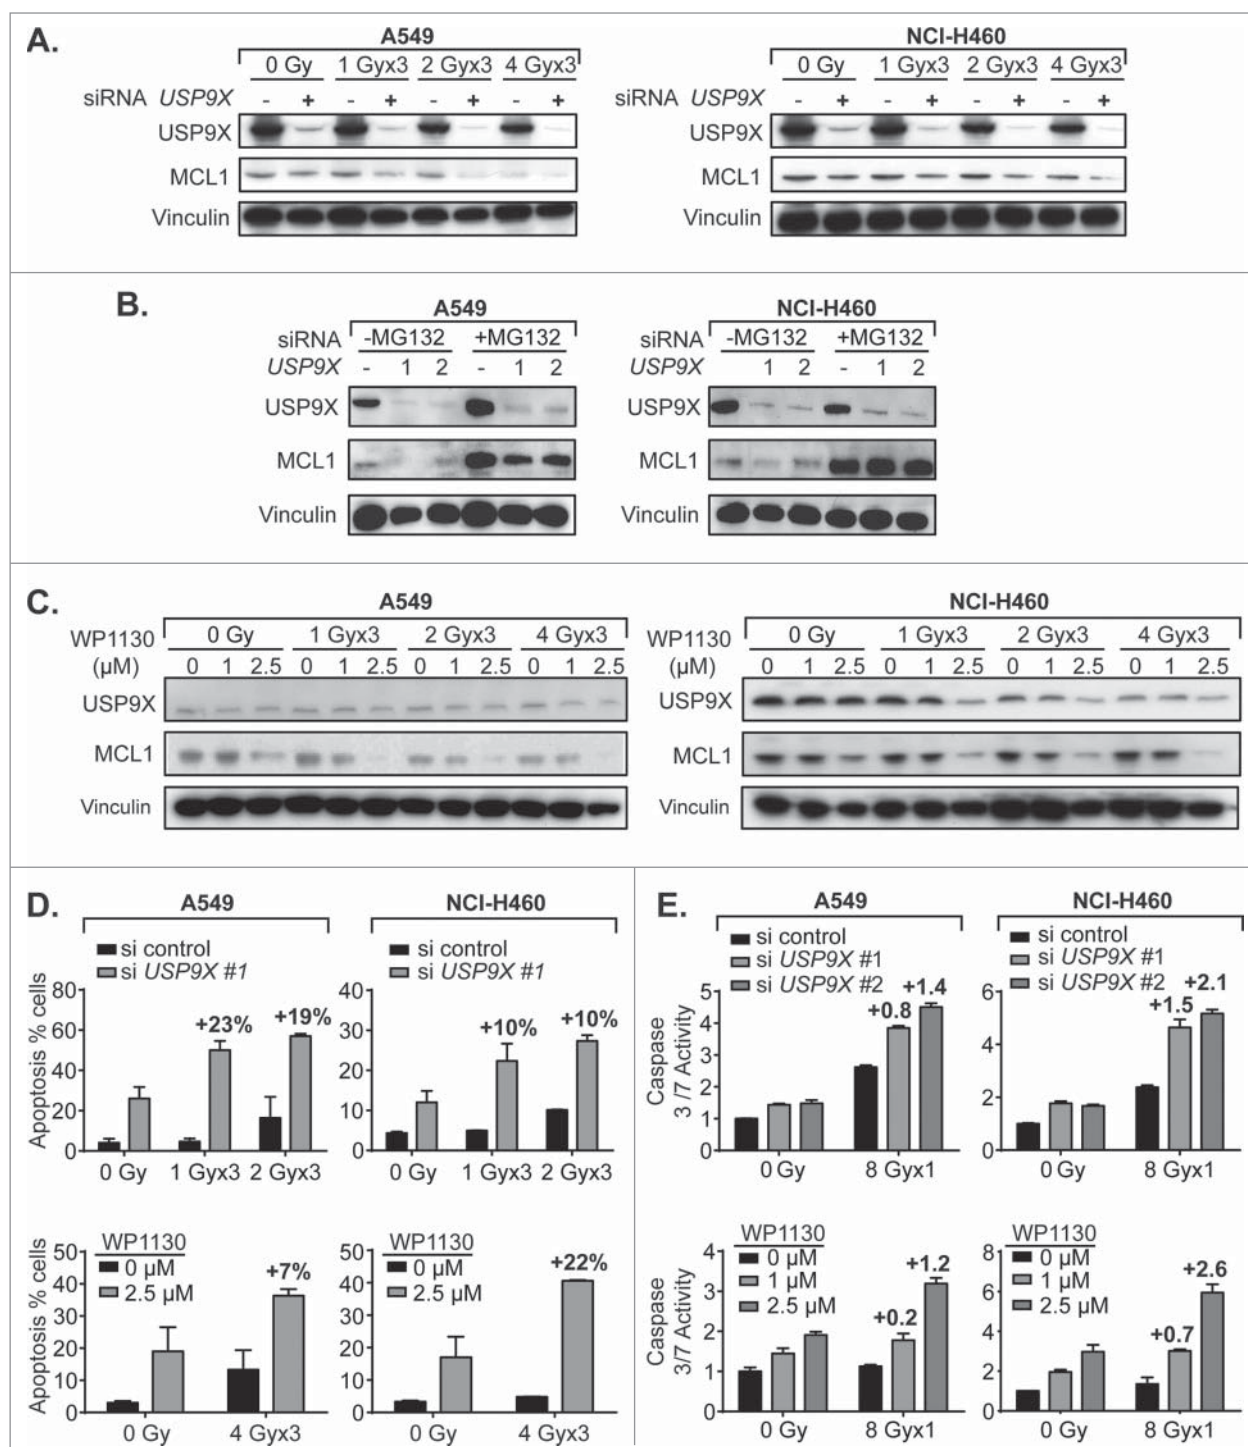 A.
A549
0 Gy 1 Gyx3 2 Gyx3 4 Gyx3
siRNA USP9X - + - + - + - +
USP9X
MCL1
Vinculin
NCI-H460
0 Gy 1 Gyx3 2 Gyx3 4 Gyx3
siRNA USP9X - + - + - + - +
USP9X
MCL1
Vinculin
B.
A549
siRNA -MG132 +MG132
USP9X - 1 2 - 1 2
USP9X
MCL1
Vinculin
NCI-H460
siRNA -MG132 +MG132
USP9X - 1 2 - 1 2
USP9X
MCL1
Vinculin
C.
A549
WP1130 0 Gy 1 Gyx3 2 Gyx3 4 Gyx3
(µM) 0 1 2.5 0 1 2.5 0 1 2.5 0 1 2.5
USP9X
MCL1
Vinculin
NCI-H460
WP1130 0 Gy 1 Gyx3 2 Gyx3 4 Gyx3
(µM) 0 1 2.5 0 1 2.5 0 1 2.5 0 1 2.5
USP9X
MCL1
Vinculin
D.
A549
si control
si USP9X #1
Apoptosis % cells
80
60
40
20
0
+23% +19%
0 Gy 1 Gyx3 2 Gyx3
NCI-H460
si control
si USP9X #1
40
30
20
10
0
+10% +10%
0 Gy 1 Gyx3 2 Gyx3
WP1130
0 µM
2.5 µM
Apoptosis % cells
50
40
30
20
10
0
+7%
0 Gy 4 Gyx3
WP1130
0 µM
2.5 µM
50
40
30
20
10
0
+22%
0 Gy 4 Gyx3
E.
A549
si control
si USP9X #1
si USP9X #2
Caspase
3 /7 Activity
5
4
3
2
1
0
+0.8 +1.4
0 Gy 8 Gyx1
NCI-H460
si control
si USP9X #1
si USP9X #2
6
4
2
0
+1.5 +2.1
0 Gy 8 Gyx1
WP1130
0 µM
1 µM
2.5 µM
Caspase
3/7 Activity
4
3
2
1
0
+0.2 +1.2
0 Gy 8 Gyx1
WP1130
0 µM
1 µM
2.5 µM
8
6
4
2
0
+0.7 +2.6
0 Gy 8 Gyx1